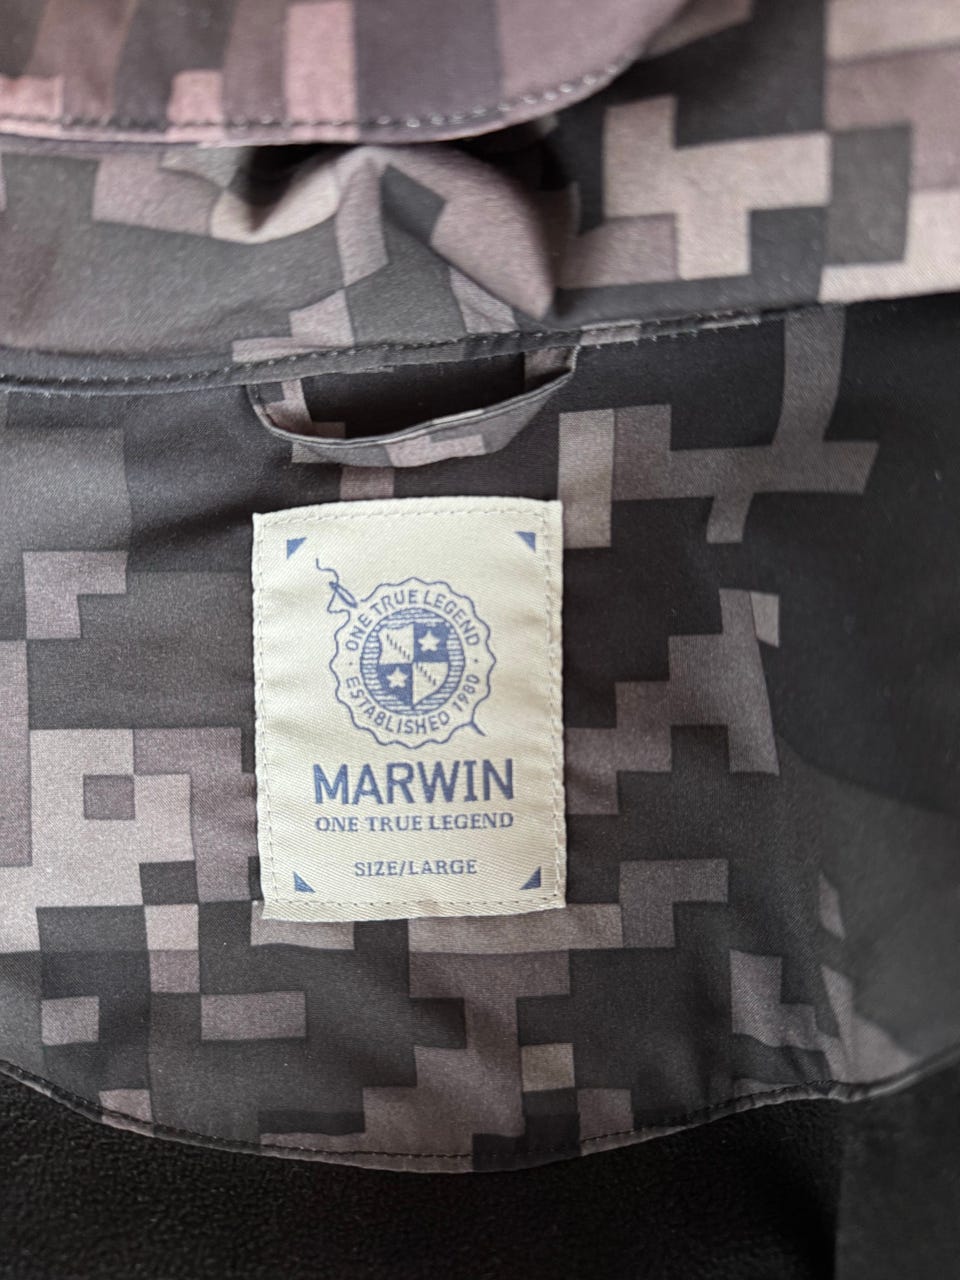 ONE TRUE LEGEND
ESTABLISHED 1980
MARWIN
ONE TRUE LEGEND
SIZE/LARGE